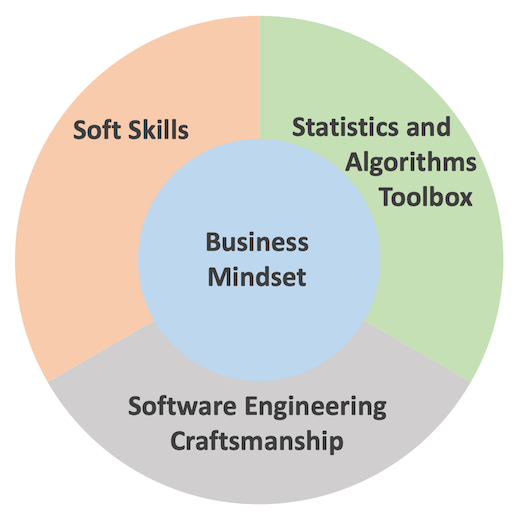 Soft Skills
Statistics and
Algorithms
Toolbox
Business
Mindset
Software Engineering
Craftsmanship